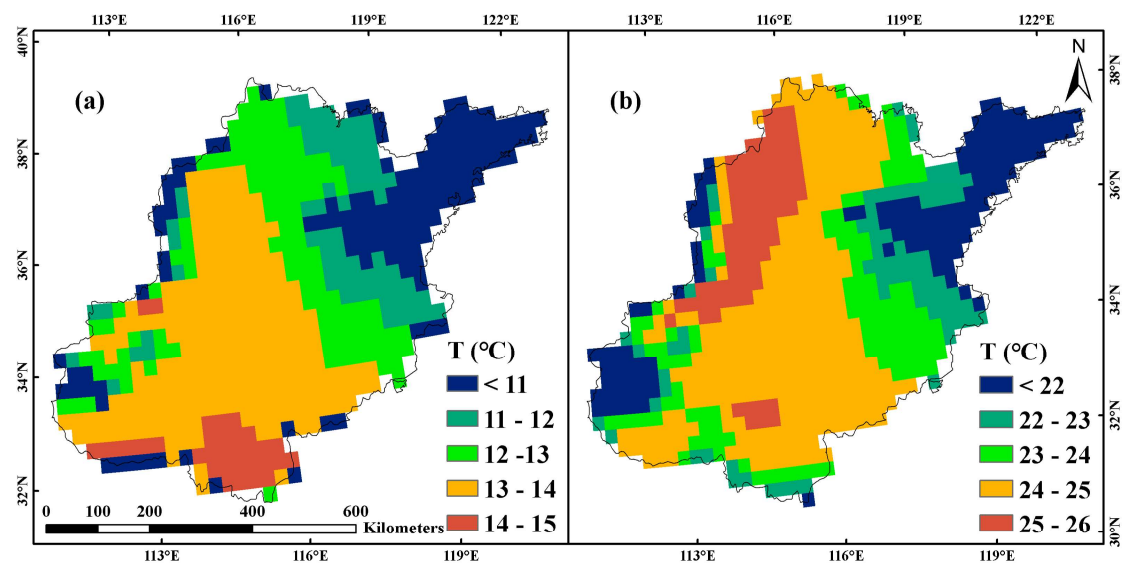 113°E 116°E 119°E 122°E 113°E 116°E 119°E 122°E
40°N
38°N
36°N
34°N
32°N
(a)
T (°C)
< 11
11 - 12
12 -13
13 - 14
14 - 15
0 100 200 400 600
Kilometers
113°E 116°E 119°E
(b)
N
38°N
36°N
34°N
32°N
30°N
T (°C)
< 22
22 - 23
23 - 24
24 - 25
25 - 26
113°E 116°E 119°E